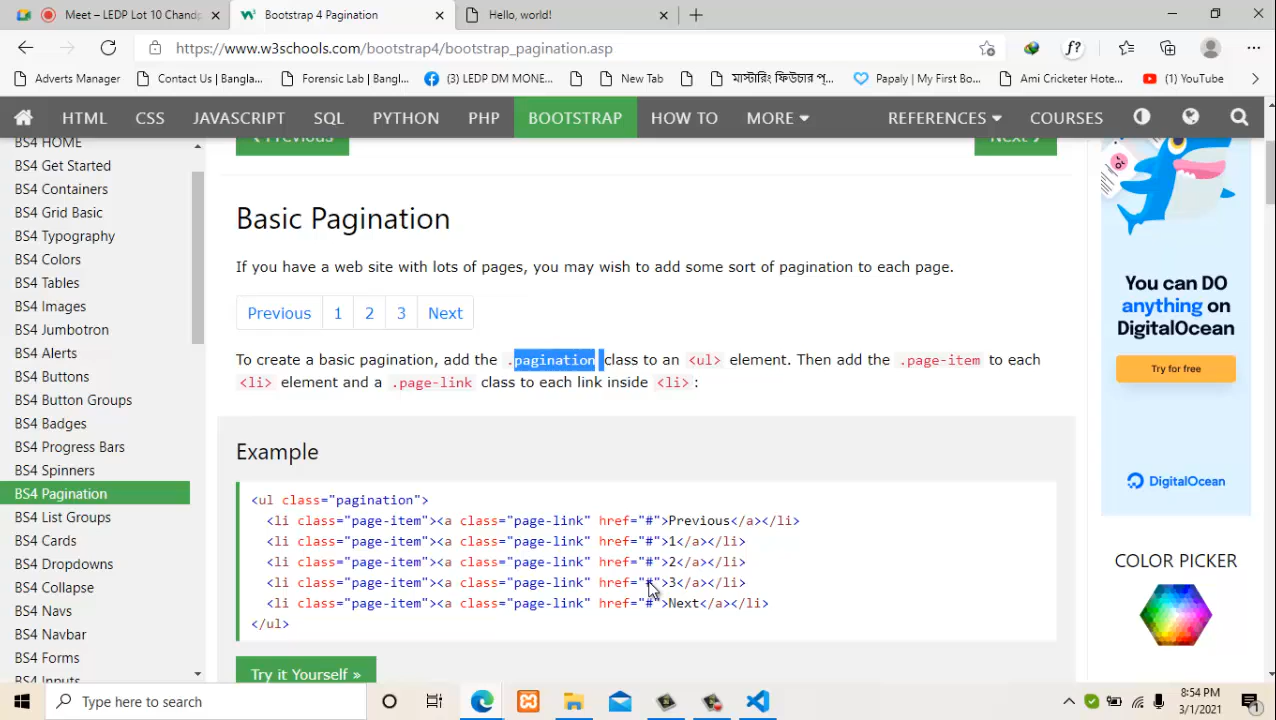 Meet - LEDP Lot 10 Chandp
Bootstrap 4 Pagination
Hello, world!
https://www.w3schools.com/bootstrap4/bootstrap_pagination.asp
Adverts Manager
Contact Us | Bangla...
Forensic Lab | Bangl...
(3) LEDP DM MONE...
New Tab
মাস্টারিং ফিউচার প্...
Papaly | My First Bo...
Ami Cricketer Hote...
(1) YouTube
HTML
CSS
JAVASCRIPT
SQL
PYTHON
PHP
BOOTSTRAP
HOW TO
MORE
REFERENCES
COURSES
BS4 HOME
BS4 Get Started
BS4 Containers
BS4 Grid Basic
BS4 Typography
BS4 Colors
BS4 Tables
BS4 Images
BS4 Jumbotron
BS4 Alerts
BS4 Buttons
BS4 Button Groups
BS4 Badges
BS4 Progress Bars
BS4 Spinners
BS4 Pagination
BS4 List Groups
BS4 Cards
BS4 Dropdowns
BS4 Collapse
BS4 Navs
BS4 Navbar
BS4 Forms
BS4 Inputs
‹ Previous
Next ›
Basic Pagination
If you have a web site with lots of pages, you may wish to add some sort of pagination to each page.
Previous 1 2 3 Next
To create a basic pagination, add the .pagination class to an <ul> element. Then add the .page-item to each
<li> element and a .page-link class to each link inside <li>:
Example
<ul class="pagination">
<li class="page-item"><a class="page-link" href="#">Previous</a></li>
<li class="page-item"><a class="page-link" href="#">1</a></li>
<li class="page-item"><a class="page-link" href="#">2</a></li>
<li class="page-item"><a class="page-link" href="#">3</a></li>
<li class="page-item"><a class="page-link" href="#">Next</a></li>
</ul>
Try it Yourself »
You can DO
anything on
DigitalOcean
Try for free
DigitalOcean
COLOR PICKER
Type here to search
8:54 PM
3/1/2021